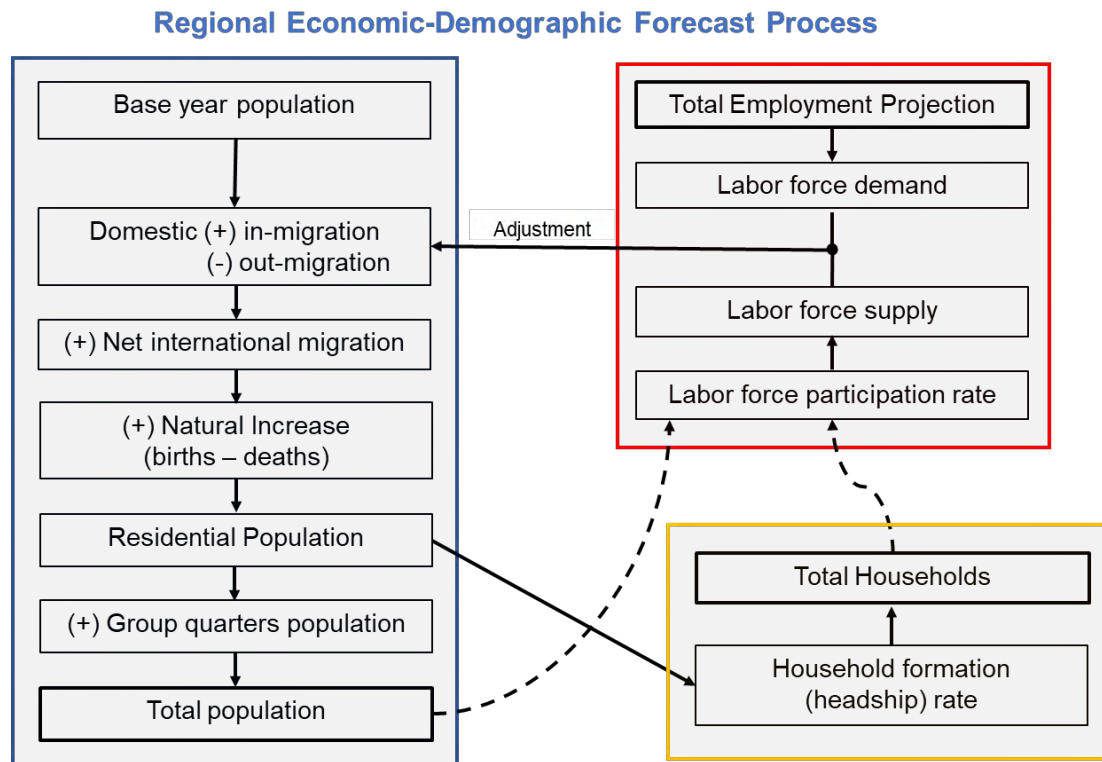 Regional Economic-Demographic Forecast Process
Base year population
Domestic (+) in-migration
(-) out-migration
(+) Net international migration
(+) Natural Increase
(births – deaths)
Residential Population
(+) Group quarters population
Total population
Adjustment
Total Employment Projection
Labor force demand
Labor force supply
Labor force participation rate
Total Households
Household formation
(headship) rate